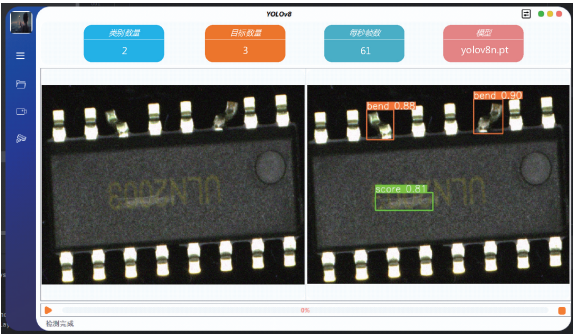 YOLOv8
类别数量
2
目标数量
3
每秒帧数
61
模型
yolov8n.pt
ULN2003
bend 0.88
bend 0.90
score 0.81
0%
检测完成